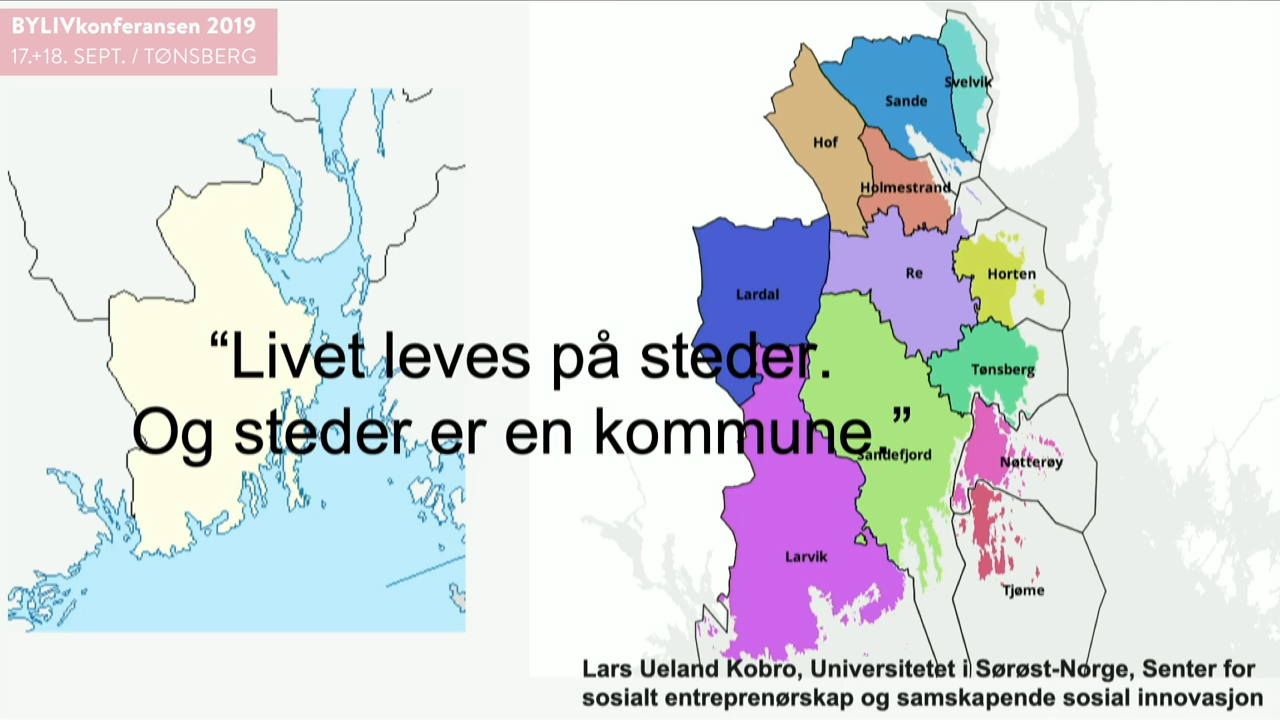 BYLIVkonferansen 2019
17.+18. SEPT. / TØNSBERG
Svelvik
Sande
Hof
Holmestrand
Re
Horten
Lardal
“Livet leves på steder.
Tønsberg
Og steder er en kommune.”
Sandefjord
Nøtterøy
Larvik
Tjøme
Lars Ueland Kobro, Universitetet i Sørøst-Norge, Senter for
sosialt entreprenørskap og samskapende sosial innovasjon